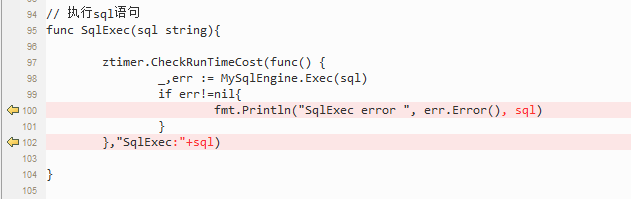 94 // 执行sql语句
95 func SqlExec(sql string){
96
97 ztimer.CheckRunTimeCost(func() {
98 _,err := MySqlEngine.Exec(sql)
99 if err!=nil{
100 fmt.Println("SqlExec error ", err.Error(), sql)
101 }
102 },"SqlExec:"+sql)
103
104 }
105